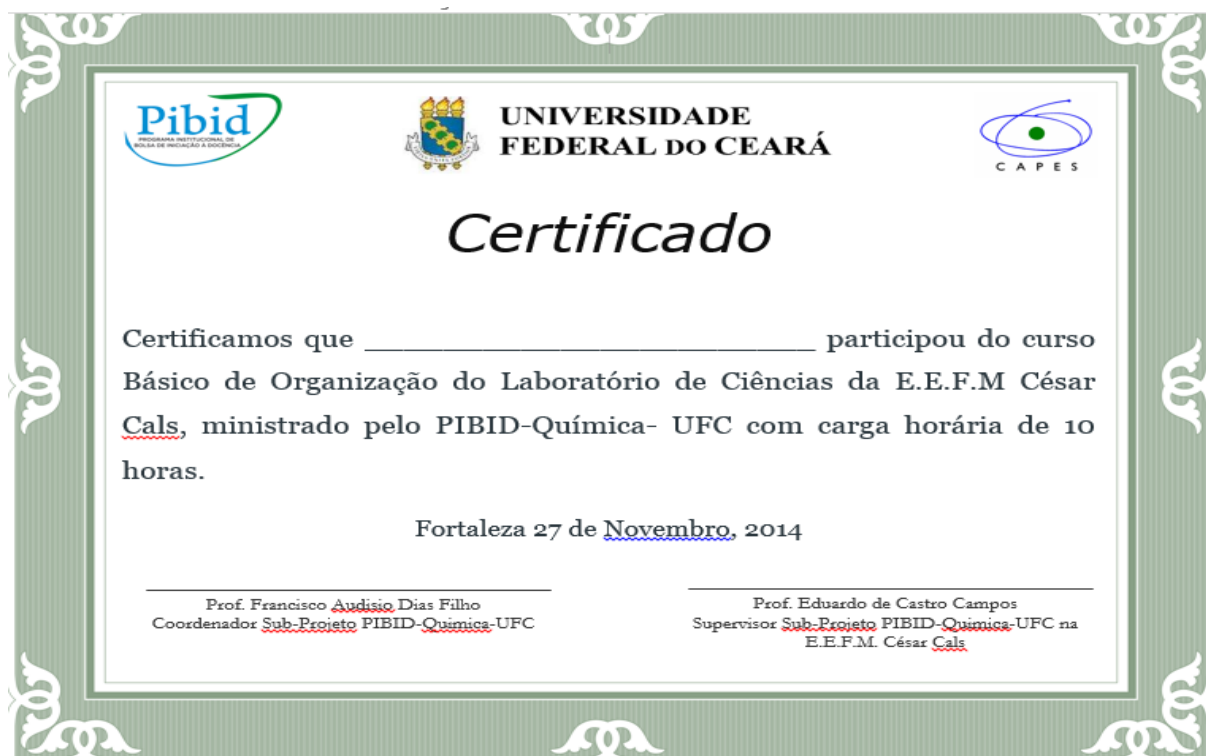 Pibid
PROGRAMA INSTITUCIONAL DE
BOLSA DE INICIAÇÃO À DOCÊNCIA
UNIVERSIDADE
FEDERAL DO CEARÁ
CAPES
Certificado
Certificamos que ______________________________ participou do curso
Básico de Organização do Laboratório de Ciências da E.E.F.M César
Cals, ministrado pelo PIBID-Química- UFC com carga horária de 10
horas.
Fortaleza 27 de Novembro, 2014
Prof. Francisco Audisio Dias Filho
Coordenador Sub-Projeto PIBID-Quimica-UFC
Prof. Eduardo de Castro Campos
Supervisor Sub-Projeto PIBID-Quimica-UFC na
E.E.F.M. César Cals